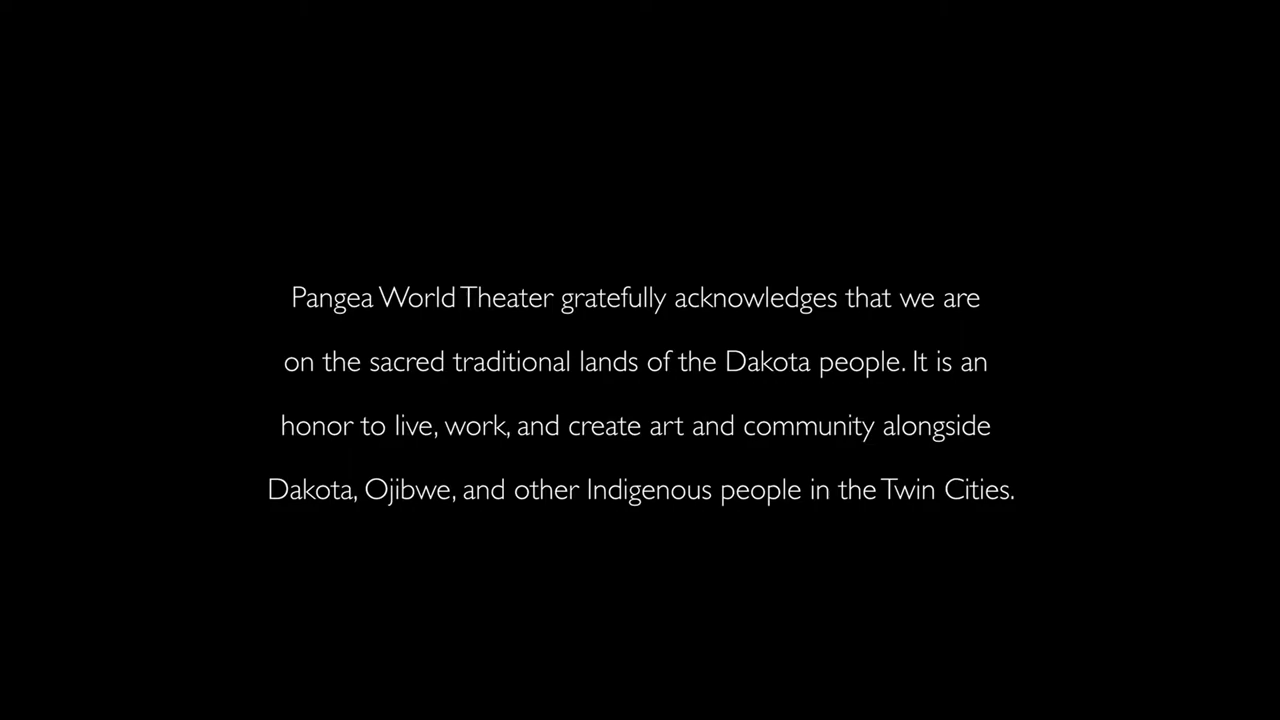 Pangea World Theater gratefully acknowledges that we are
on the sacred traditional lands of the Dakota people. It is an
honor to live, work, and create art and community alongside
Dakota, Ojibwe, and other Indigenous people in the Twin Cities.